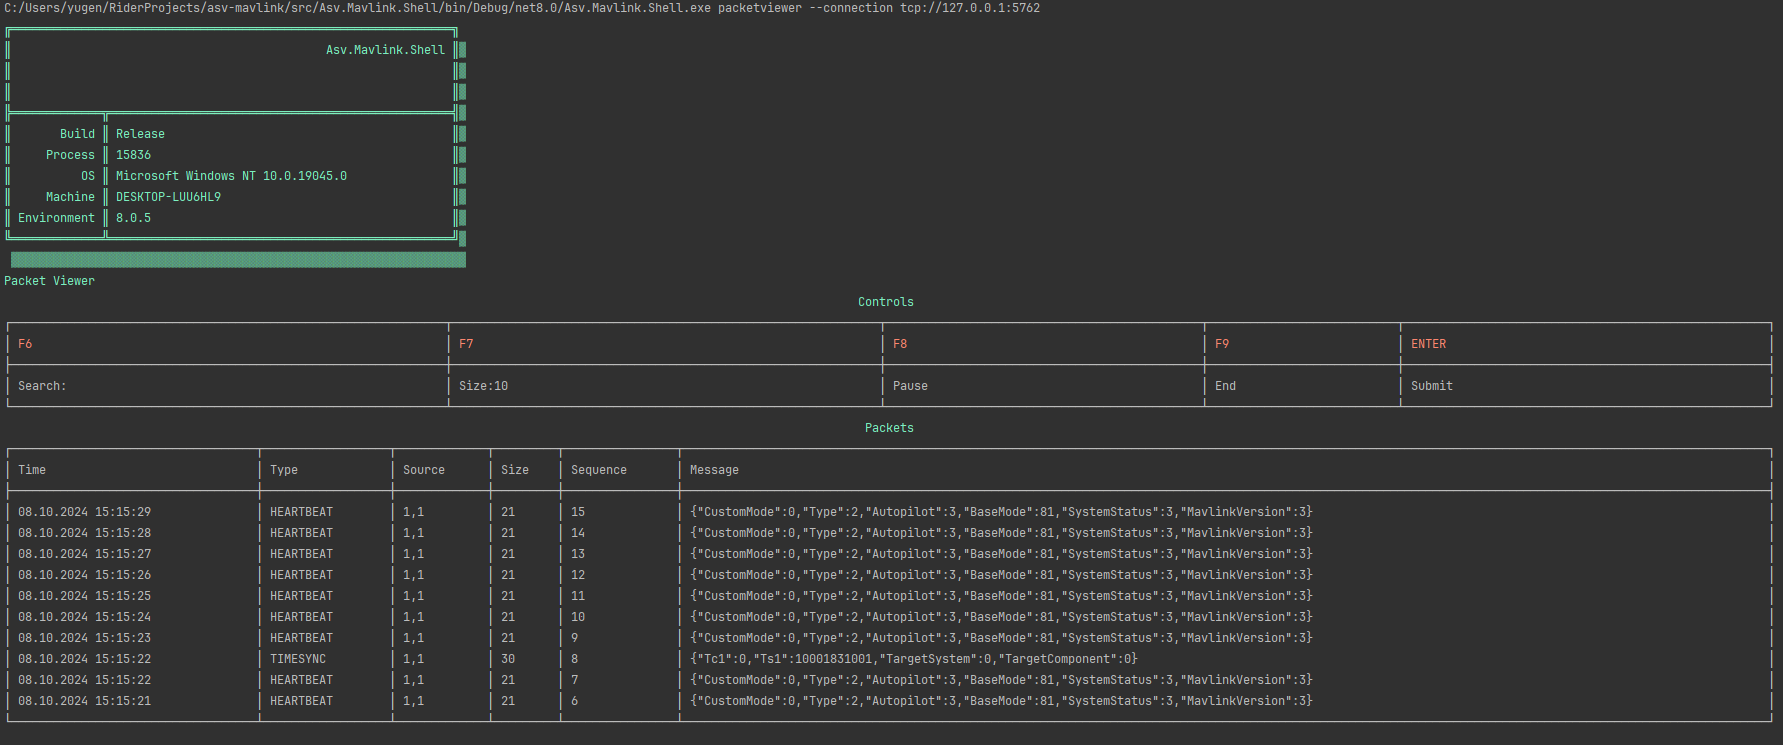 C:/Users/yugen/RiderProjects/asv-mavlink/src/Asv.Mavlink.Shell/bin/Debug/net8.0/Asv.Mavlink.Shell.exe packetviewer --connection tcp://127.0.0.1:5762
Asv.Mavlink.Shell
Build Release
Process 15836
OS Microsoft Windows NT 10.0.19045.0
Machine DESKTOP-LUU6HL9
Environment 8.0.5
Packet Viewer
Controls
F6 F7 F8 F9 ENTER
Search: Size:10 Pause End Submit
Packets
Time Type Source Size Sequence Message
08.10.2024 15:15:29 HEARTBEAT 1,1 21 15 {"CustomMode":0,"Type":2,"Autopilot":3,"BaseMode":81,"SystemStatus":3,"MavlinkVersion":3}
08.10.2024 15:15:28 HEARTBEAT 1,1 21 14 {"CustomMode":0,"Type":2,"Autopilot":3,"BaseMode":81,"SystemStatus":3,"MavlinkVersion":3}
08.10.2024 15:15:27 HEARTBEAT 1,1 21 13 {"CustomMode":0,"Type":2,"Autopilot":3,"BaseMode":81,"SystemStatus":3,"MavlinkVersion":3}
08.10.2024 15:15:26 HEARTBEAT 1,1 21 12 {"CustomMode":0,"Type":2,"Autopilot":3,"BaseMode":81,"SystemStatus":3,"MavlinkVersion":3}
08.10.2024 15:15:25 HEARTBEAT 1,1 21 11 {"CustomMode":0,"Type":2,"Autopilot":3,"BaseMode":81,"SystemStatus":3,"MavlinkVersion":3}
08.10.2024 15:15:24 HEARTBEAT 1,1 21 10 {"CustomMode":0,"Type":2,"Autopilot":3,"BaseMode":81,"SystemStatus":3,"MavlinkVersion":3}
08.10.2024 15:15:23 HEARTBEAT 1,1 21 9 {"CustomMode":0,"Type":2,"Autopilot":3,"BaseMode":81,"SystemStatus":3,"MavlinkVersion":3}
08.10.2024 15:15:22 TIMESYNC 1,1 30 8 {"Tc1":0,"Ts1":10001831001,"TargetSystem":0,"TargetComponent":0}
08.10.2024 15:15:22 HEARTBEAT 1,1 21 7 {"CustomMode":0,"Type":2,"Autopilot":3,"BaseMode":81,"SystemStatus":3,"MavlinkVersion":3}
08.10.2024 15:15:21 HEARTBEAT 1,1 21 6 {"CustomMode":0,"Type":2,"Autopilot":3,"BaseMode":81,"SystemStatus":3,"MavlinkVersion":3}